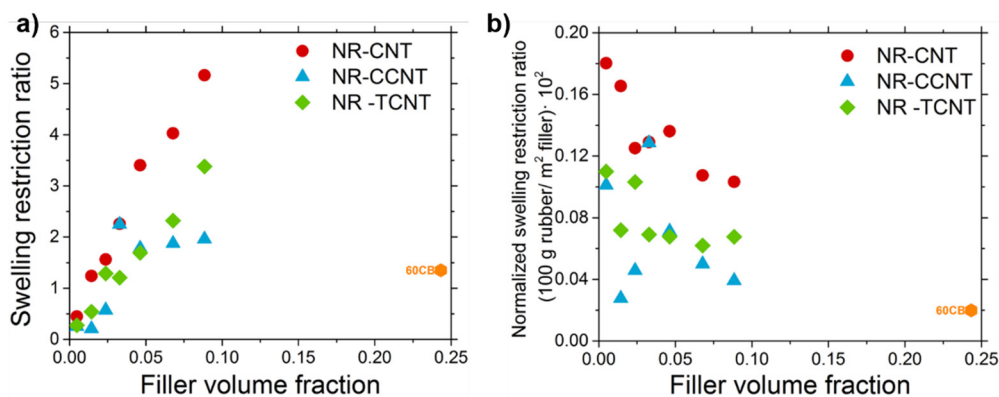 a)
Swelling restriction ratio
6
5
4
3
2
1
0
NR-CNT
NR-CCNT
NR -TCNT
60CB
0.00 0.05 0.10 0.15 0.20 0.25
Filler volume fraction
b)
Normalized swelling restriction ratio
(100 g rubber/ m² filler)· 10²
0.20
0.16
0.12
0.08
0.04
0.00
NR-CNT
NR-CCNT
NR -TCNT
60CB
0.00 0.05 0.10 0.15 0.20 0.25
Filler volume fraction